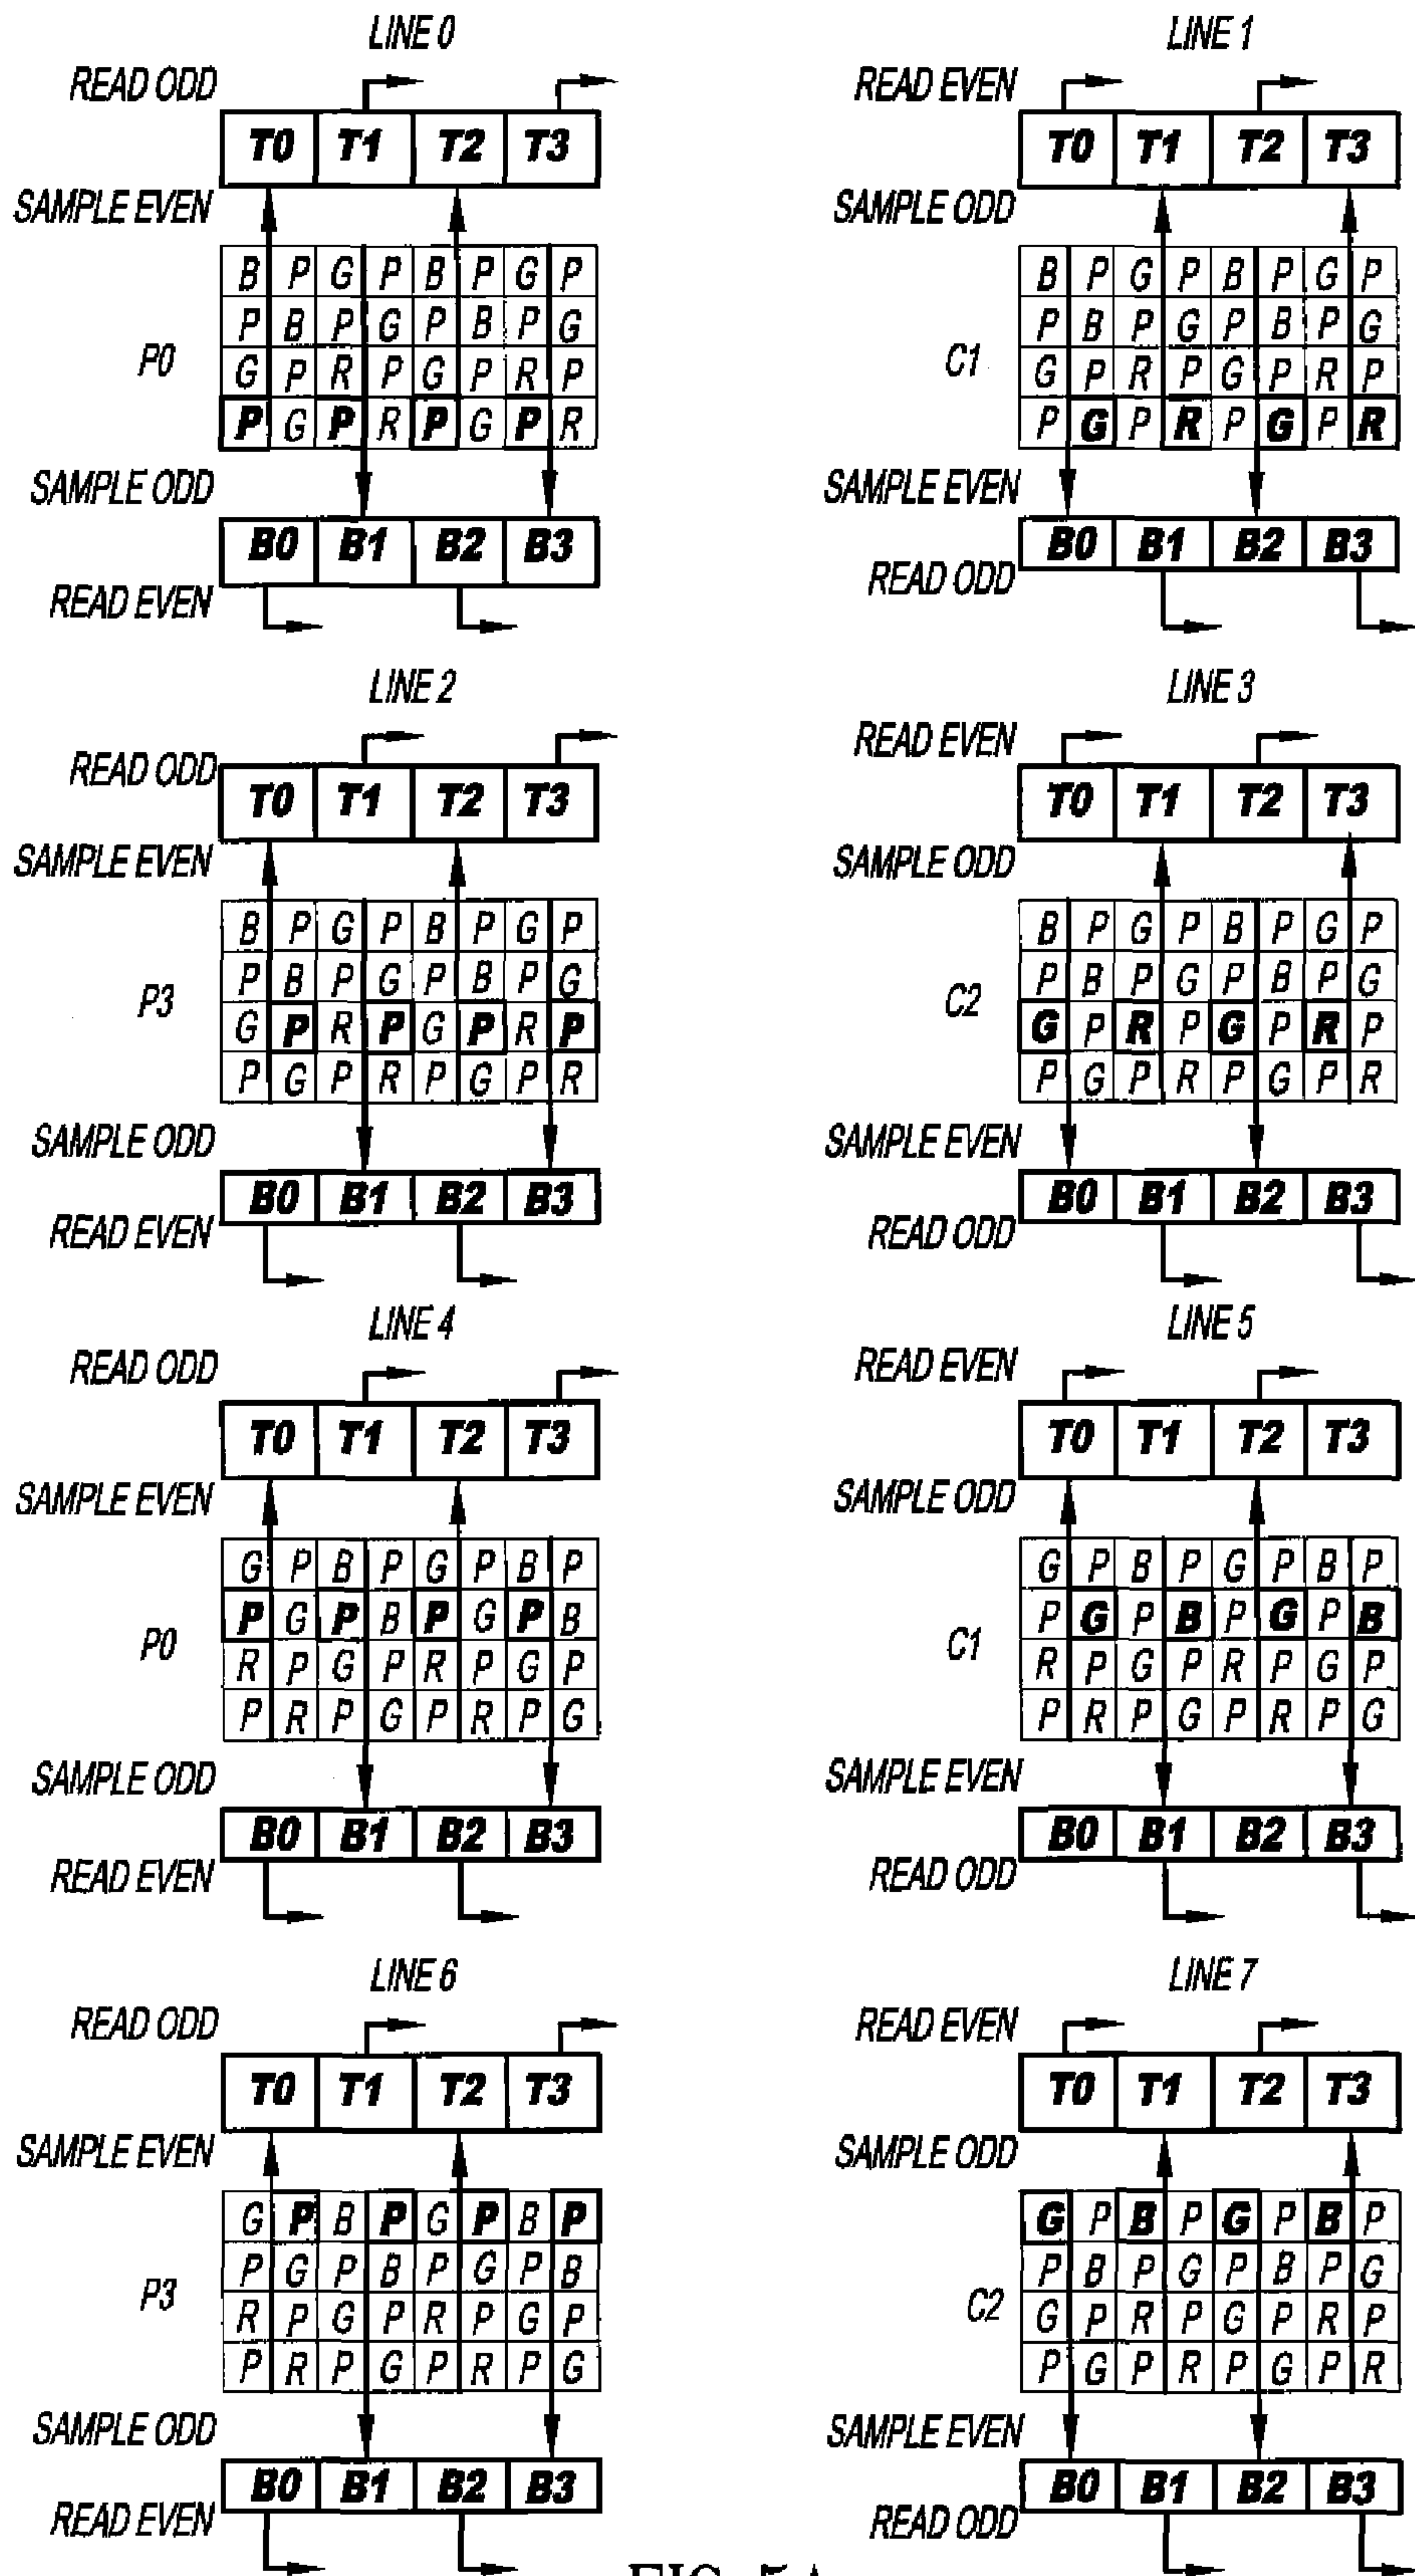 LINE 0
READ ODD
T0 T1 T2 T3
SAMPLE EVEN
B P G P B P G P
P B P G P B P G
P0
G P R P G P R P
P G P R P G P R
SAMPLE ODD
B0 B1 B2 B3
READ EVEN
LINE 1
READ EVEN
T0 T1 T2 T3
SAMPLE ODD
B P G P B P G P
P B P G P B P G
C1
G P R P G P R P
P G P R P G P R
SAMPLE EVEN
B0 B1 B2 B3
READ ODD
LINE 2
READ ODD
T0 T1 T2 T3
SAMPLE EVEN
B P G P B P G P
P B P G P B P G
P3
G P R P G P R P
P G P R P G P R
SAMPLE ODD
B0 B1 B2 B3
READ EVEN
LINE 3
READ EVEN
T0 T1 T2 T3
SAMPLE ODD
B P G P B P G P
P B P G P B P G
C2
G P R P G P R P
P G P R P G P R
SAMPLE EVEN
B0 B1 B2 B3
READ ODD
LINE 4
READ ODD
T0 T1 T2 T3
SAMPLE EVEN
G P B P G P B P
P G P B P G P B
P0
R P G P R P G P
P R P G P R P G
SAMPLE ODD
B0 B1 B2 B3
READ EVEN
LINE 5
READ EVEN
T0 T1 T2 T3
SAMPLE ODD
G P B P G P B P
P G P B P G P B
C1
R P G P R P G P
P R P G P R P G
SAMPLE EVEN
B0 B1 B2 B3
READ ODD
LINE 6
READ ODD
T0 T1 T2 T3
SAMPLE EVEN
G P B P G P B P
P G P B P G P B
P3
R P G P R P G P
P R P G P R P G
SAMPLE ODD
B0 B1 B2 B3
READ EVEN
LINE 7
READ EVEN
T0 T1 T2 T3
SAMPLE ODD
G P B P G P B P
P B P G P B P G
C2
G P R P G P R P
P G P R P G P R
SAMPLE EVEN
B0 B1 B2 B3
READ ODD
FIG. 5A